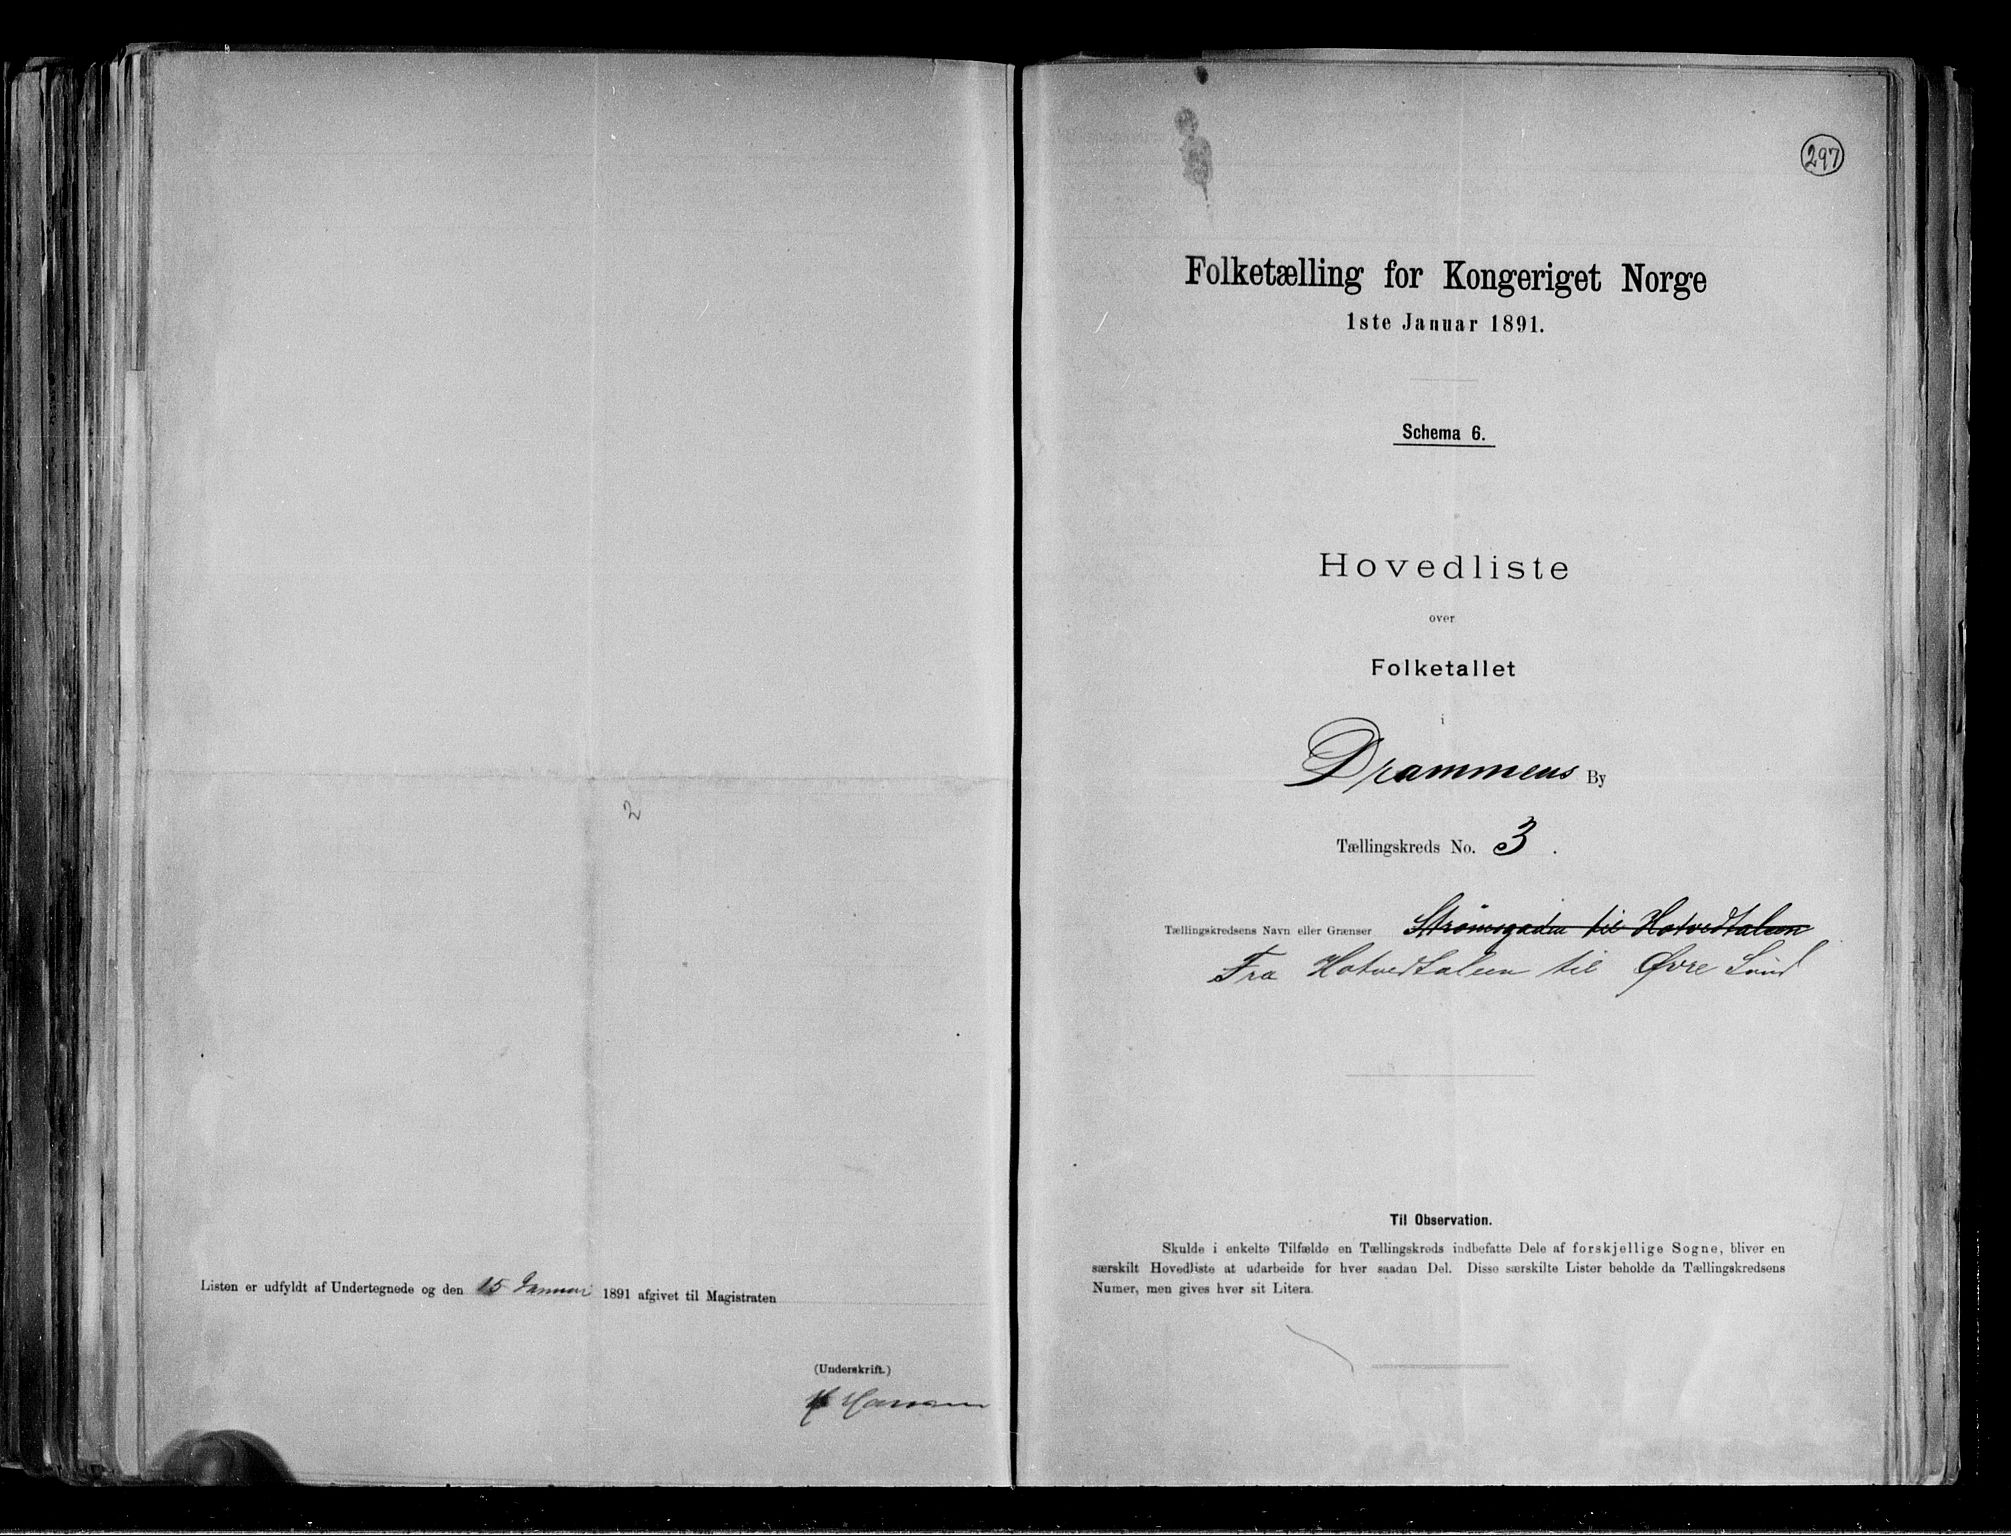 2
Listen er udfyldt af Undertegnede og den 15 Januar 1891 afgivet til Magistraten
(Underskrift.)
H Hansen
297
Folketælling for Kongeriget Norge
1ste Januar 1891.
Schema 6.
Hovedliste
over
Folketallet
i
Drammens By
Tællingskreds No. 3.
Tællingskredsens Navn eller Grænser Strømsgaden til Hotvedtaleen
Fra Hotvedtaleen til Øvre Sund
Til Observation.
Skulde i enkelte Tilfælde en Tællingskreds indbefatte Dele af forskjellige Sogne, bliver en
særskilt Hovedliste at udarbeide for hver saadan Del. Disse særskilte Lister beholde da Tællingskredsens
Numer, men gives hver sit Litera.